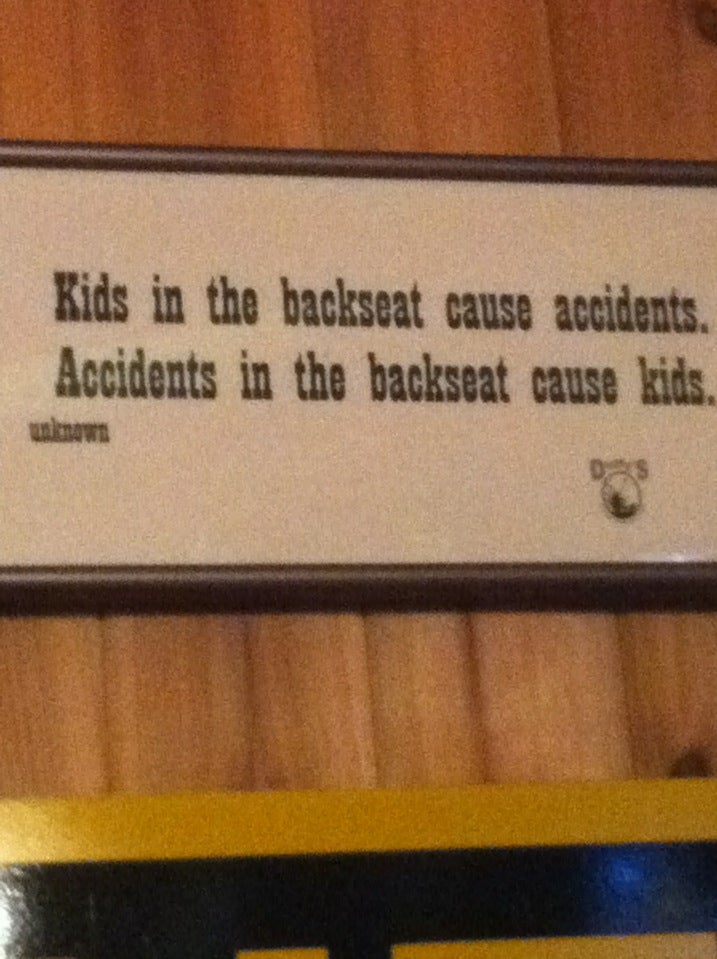 Kids in the backseat cause accidents.
Accidents in the backseat cause kids.
unknown